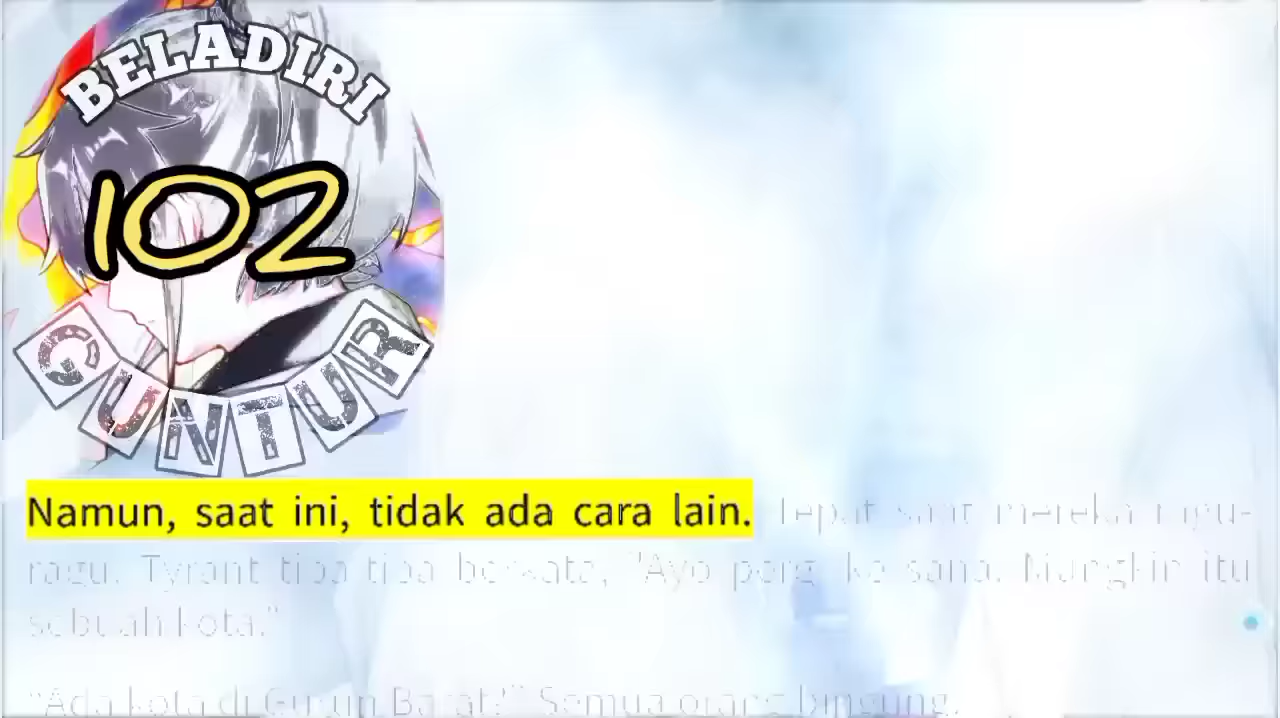 BELADIRI
102
GUNTUR
Namun, saat ini, tidak ada cara lain. Tepat saat mereka ragu-
ragu, Tyrant tiba tiba berkata, "Ayo pergi ke sana. Mungkin itu
sebuah kota."
"Ada kota di Gurun Barat?" Semua orang bingung.